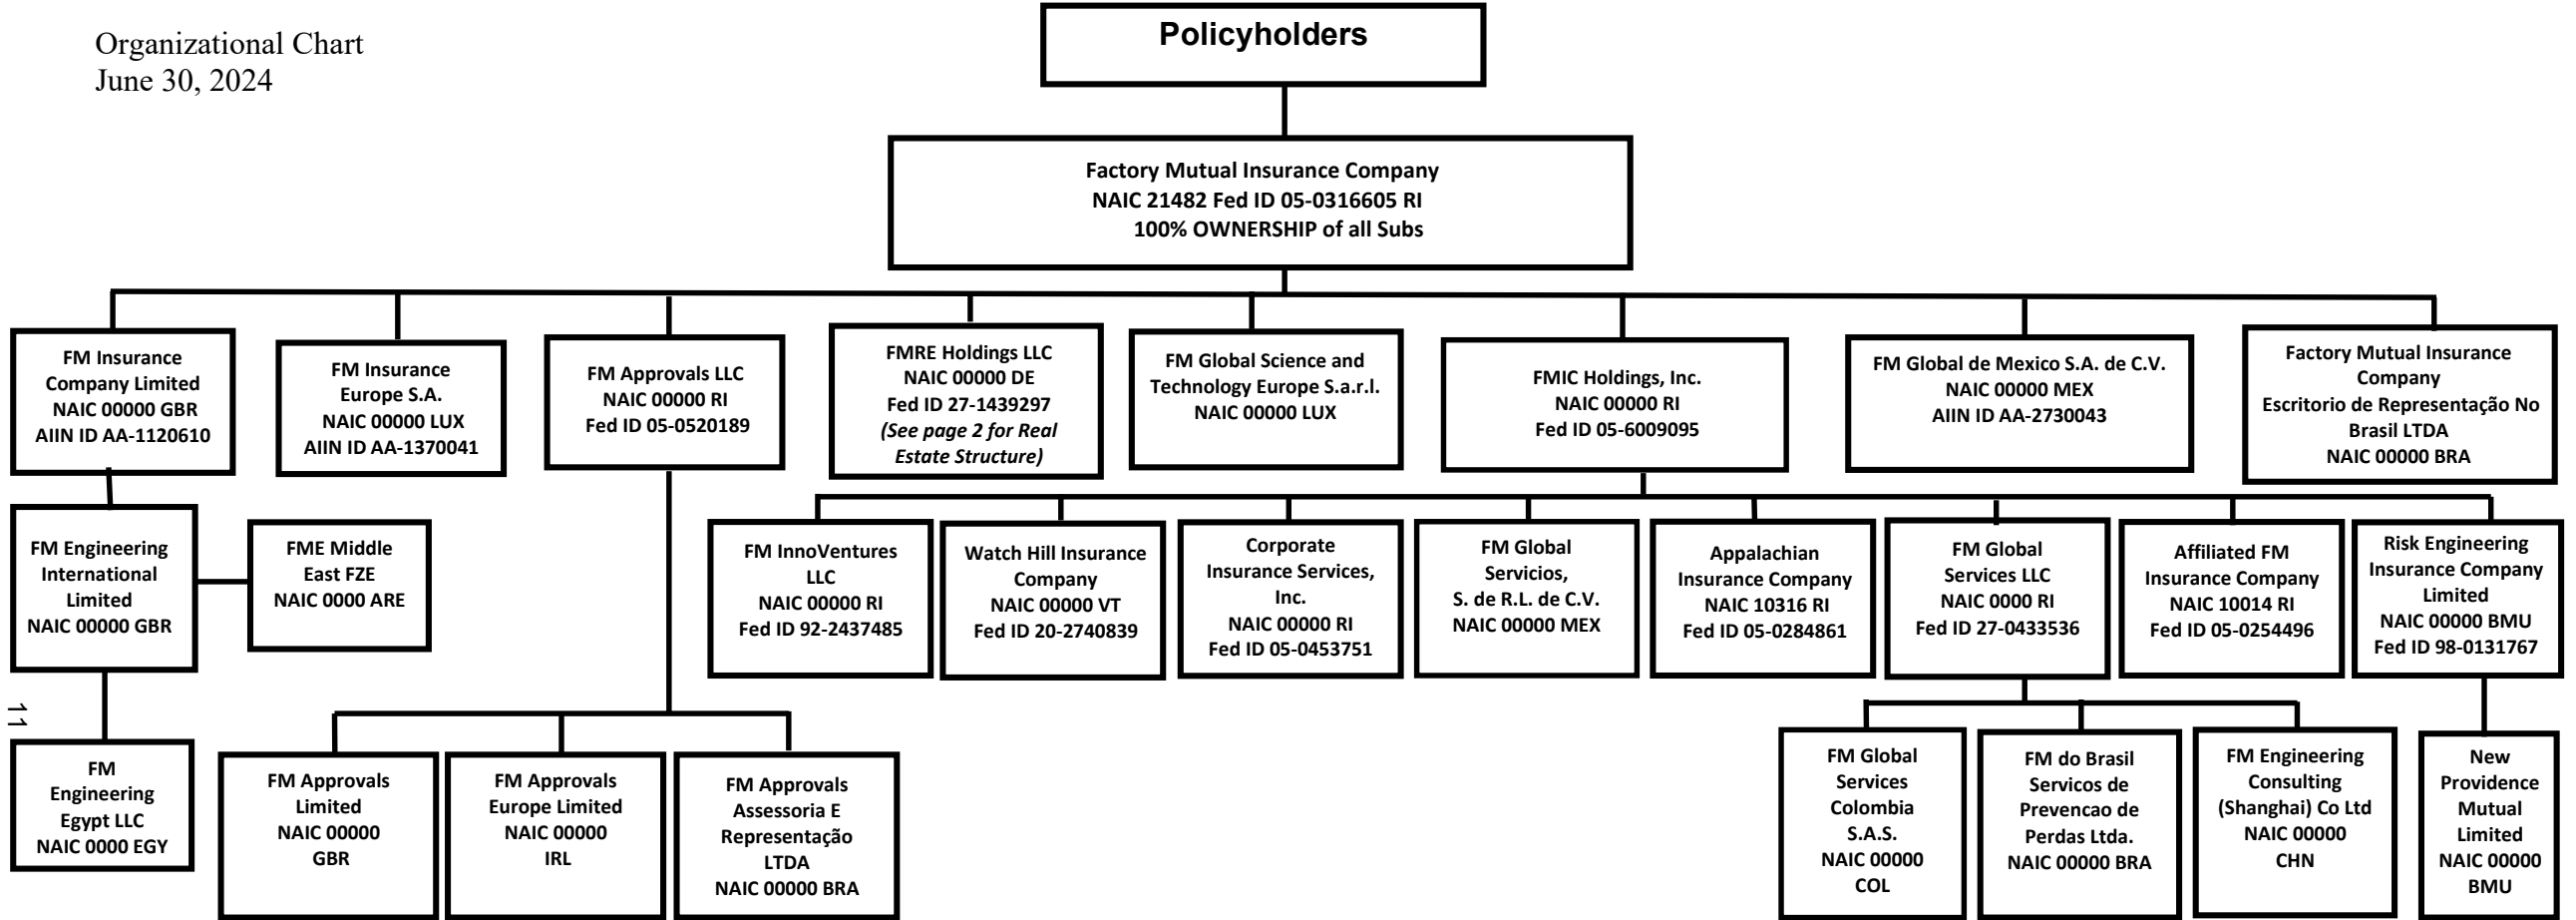 Organizational Chart
June 30, 2024
Policyholders
Factory Mutual Insurance Company
NAIC 21482 Fed ID 05-0316605 RI
100% OWNERSHIP of all Subs
FM Insurance
Company Limited
NAIC 00000 GBR
AIIN ID AA-1120610
FM Insurance
Europe S.A.
NAIC 00000 LUX
AIIN ID AA-1370041
FM Approvals LLC
NAIC 00000 RI
Fed ID 05-0520189
FMRE Holdings LLC
NAIC 00000 DE
Fed ID 27-1439297
(See page 2 for Real
Estate Structure)
FM Global Science and
Technology Europe S.a.r.l.
NAIC 00000 LUX
FMIC Holdings, Inc.
NAIC 00000 RI
Fed ID 05-6009095
FM Global de Mexico S.A. de C.V.
NAIC 00000 MEX
AIIN ID AA-2730043
Factory Mutual Insurance
Company
Escritorio de Representação No
Brasil LTDA
NAIC 00000 BRA
FM Engineering
International
Limited
NAIC 00000 GBR
FME Middle
East FZE
NAIC 0000 ARE
FM InnoVentures
LLC
NAIC 00000 RI
Fed ID 92-2437485
Watch Hill Insurance
Company
NAIC 00000 VT
Fed ID 20-2740839
Corporate
Insurance Services,
Inc.
NAIC 00000 RI
Fed ID 05-0453751
FM Global
Servicios,
S. de R.L. de C.V.
NAIC 00000 MEX
Appalachian
Insurance Company
NAIC 10316 RI
Fed ID 05-0284861
FM Global
Services LLC
NAIC 0000 RI
Fed ID 27-0433536
Affiliated FM
Insurance Company
NAIC 10014 RI
Fed ID 05-0254496
Risk Engineering
Insurance Company
Limited
NAIC 00000 BMU
Fed ID 98-0131767
11
FM
Engineering
Egypt LLC
NAIC 0000 EGY
FM Approvals
Limited
NAIC 00000
GBR
FM Approvals
Europe Limited
NAIC 00000
IRL
FM Approvals
Assessoria E
Representação
LTDA
NAIC 00000 BRA
FM Global
Services
Colombia
S.A.S.
NAIC 00000
COL
FM do Brasil
Servicos de
Prevencao de
Perdas Ltda.
NAIC 00000 BRA
FM Engineering
Consulting
(Shanghai) Co Ltd
NAIC 00000
CHN
New
Providence
Mutual
Limited
NAIC 00000
BMU